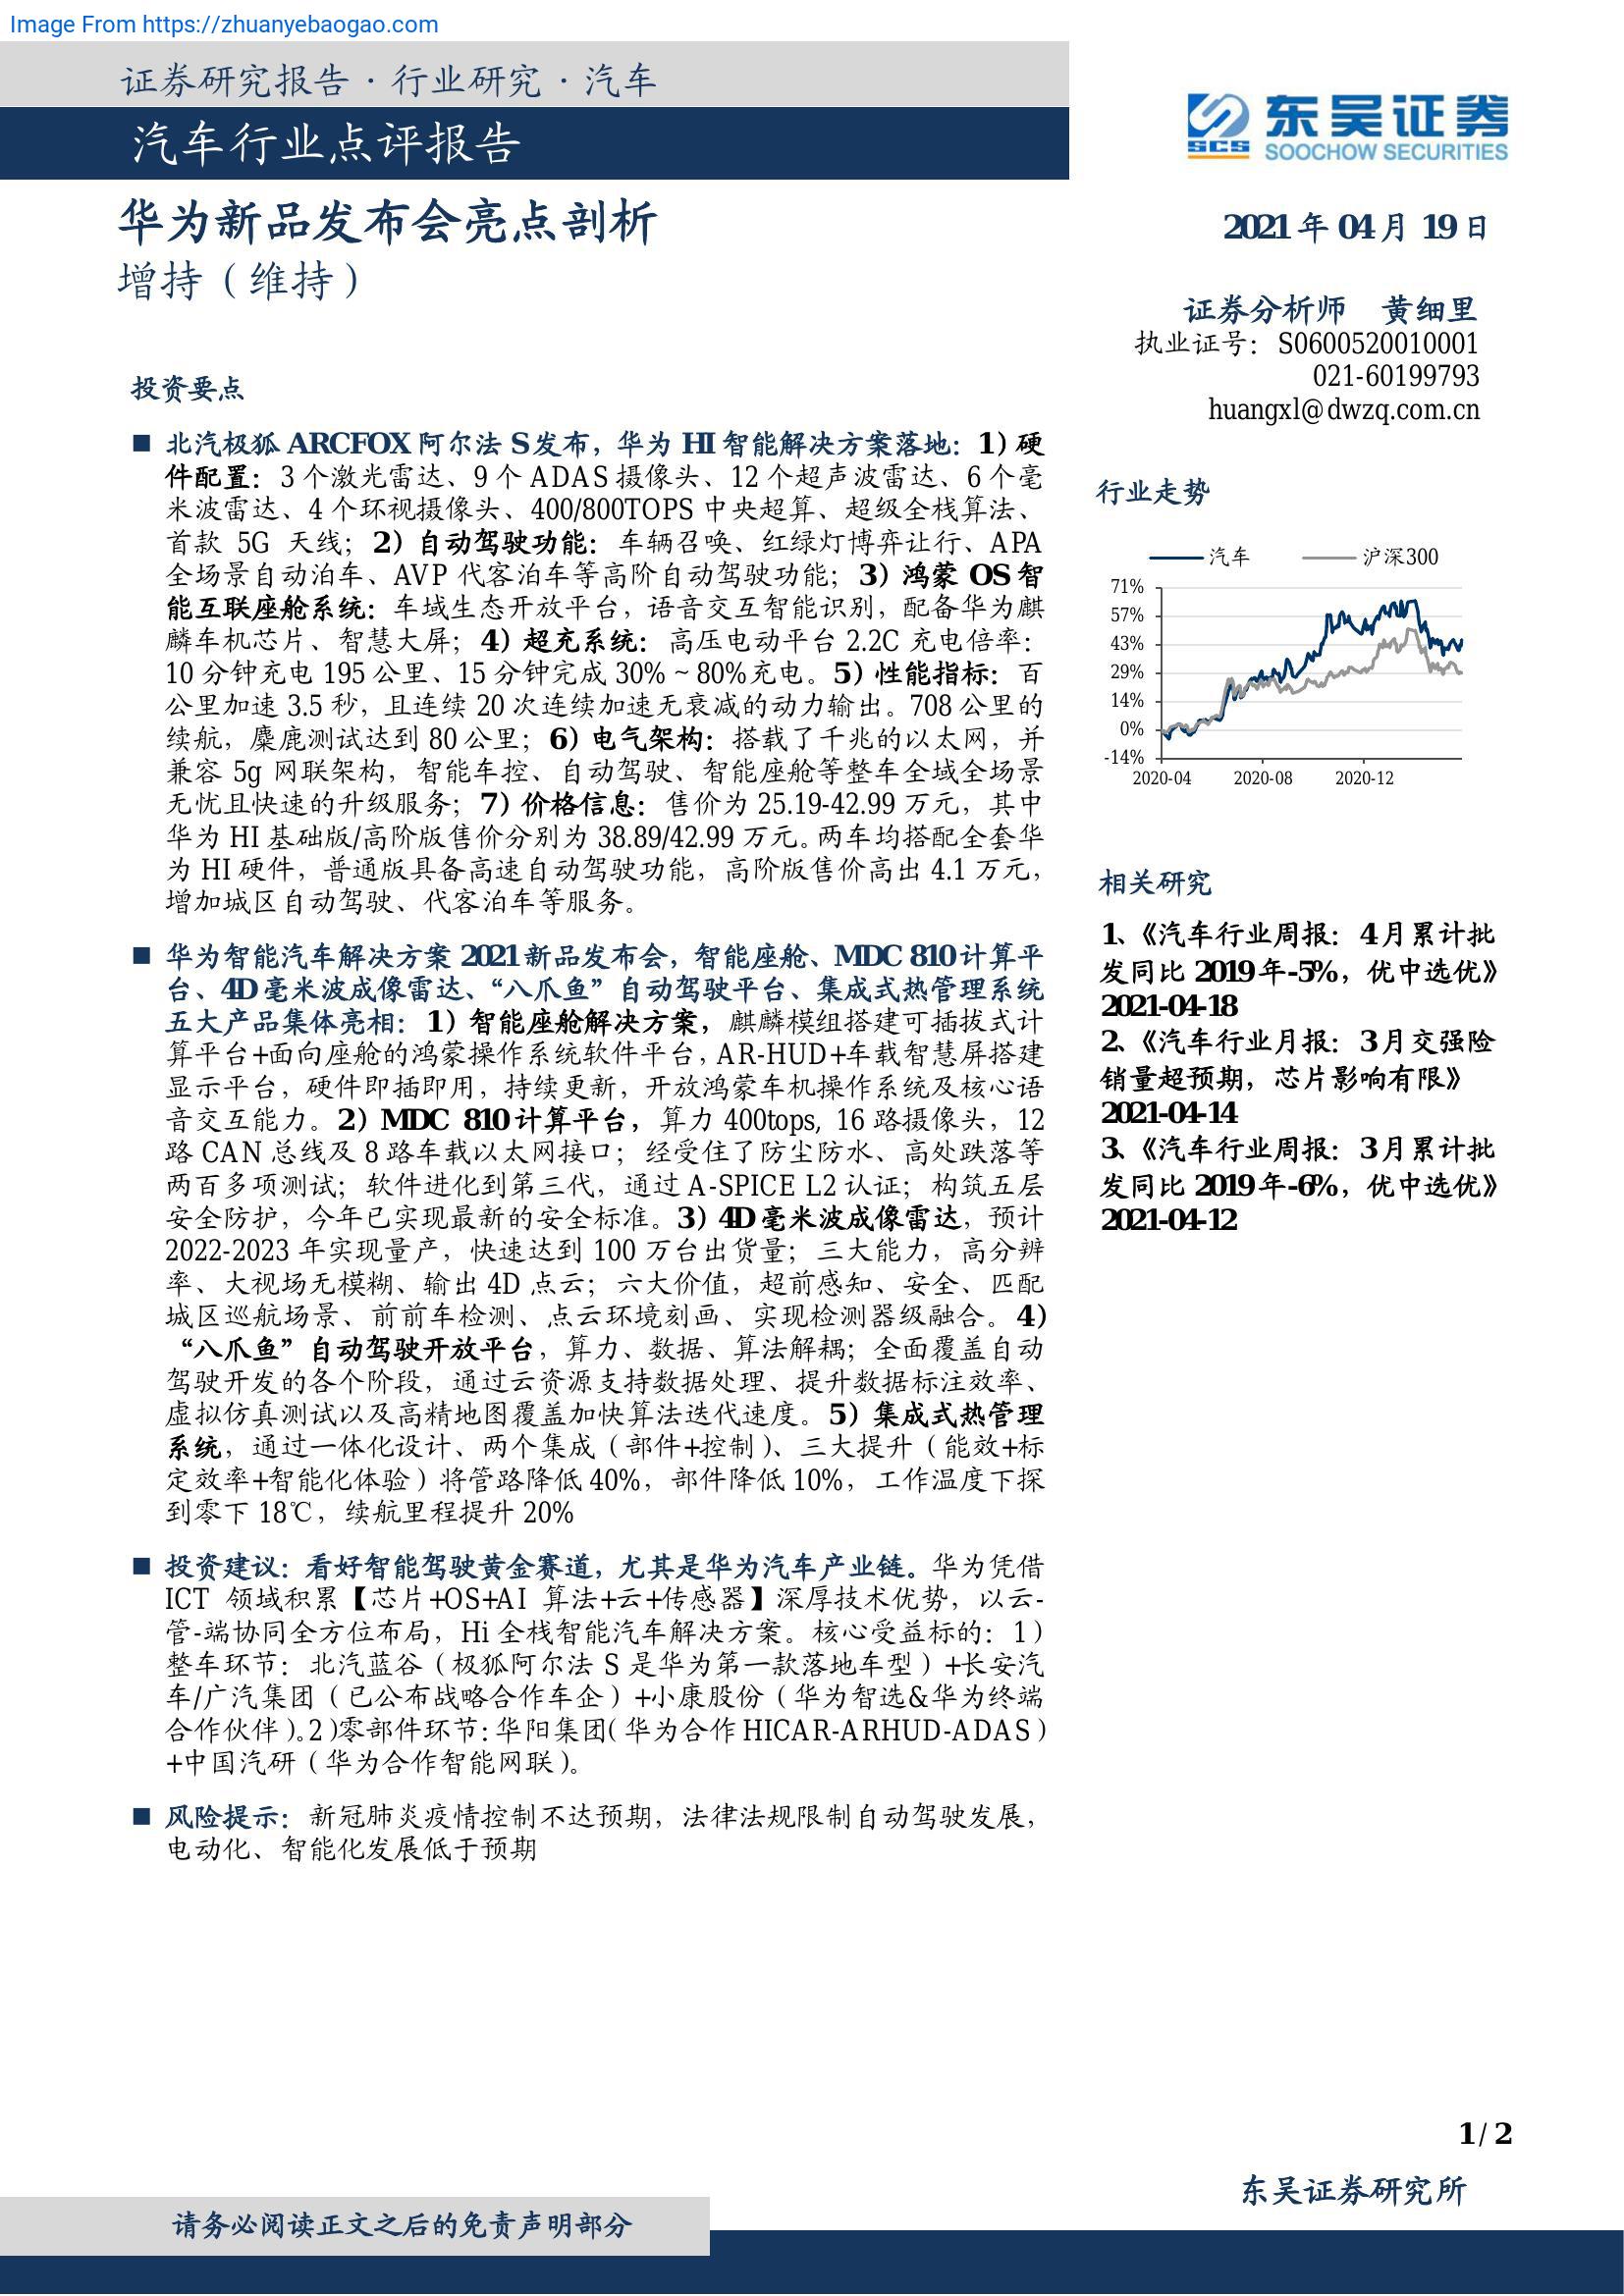 Image From https://zhuanyebaogao.com
证券研究报告·行业研究·汽车
汽车行业点评报告
东吴证券
SCS
SOOCHOW SECURITIES
华为新品发布会亮点剖析
增持（维持）
2021 年 04 月 19 日
证券分析师 黄细里
执业证号：S0600520010001
021-60199793
huangxl@dwzq.com.cn
投资要点
■ 北汽极狐 ARCFOX 阿尔法 S 发布，华为 HI 智能解决方案落地：1）硬
件配置：3 个激光雷达、9 个 ADAS 摄像头、12 个超声波雷达、6 个毫
米波雷达、4 个环视摄像头、400/800TOPS 中央超算、超级全栈算法、
首款 5G 天线；2）自动驾驶功能：车辆召唤、红绿灯博弈让行、APA
全场景自动泊车、AVP 代客泊车等高阶自动驾驶功能；3）鸿蒙 OS 智
能互联座舱系统：车域生态开放平台，语音交互智能识别，配备华为麒
麟车机芯片、智慧大屏；4）超充系统：高压电动平台 2.2C 充电倍率：
10 分钟充电 195 公里、15 分钟完成 30%～80%充电。5）性能指标：百
公里加速 3.5 秒，且连续 20 次连续加速无衰减的动力输出。708 公里的
续航，麋鹿测试达到 80 公里；6）电气架构：搭载了千兆的以太网，并
兼容 5g 网联架构，智能车控、自动驾驶、智能座舱等整车全域全场景
无忧且快速的升级服务；7）价格信息：售价为 25.19-42.99 万元，其中
华为 HI 基础版/高阶版售价分别为 38.89/42.99 万元。两车均搭配全套华
为 HI 硬件，普通版具备高速自动驾驶功能，高阶版售价高出 4.1 万元，
增加城区自动驾驶、代客泊车等服务。
■ 华为智能汽车解决方案 2021 新品发布会，智能座舱、MDC 810 计算平
台、4D 毫米波成像雷达、“八爪鱼”自动驾驶平台、集成式热管理系统
五大产品集体亮相：1）智能座舱解决方案，麒麟模组搭建可插拔式计
算平台+面向座舱的鸿蒙操作系统软件平台，AR-HUD+车载智慧屏搭建
显示平台，硬件即插即用，持续更新，开放鸿蒙车机操作系统及核心语
音交互能力。2）MDC 810 计算平台，算力 400tops, 16 路摄像头，12
路 CAN 总线及 8 路车载以太网接口；经受住了防尘防水、高处跌落等
两百多项测试；软件进化到第三代，通过 A-SPICE L2 认证；构筑五层
安全防护，今年已实现最新的安全标准。3）4D 毫米波成像雷达，预计
2022-2023 年实现量产，快速达到 100 万台出货量；三大能力，高分辨
率、大视场无模糊、输出 4D 点云；六大价值，超前感知、安全、匹配
城区巡航场景、前前车检测、点云环境刻画、实现检测器级融合。4）
“八爪鱼”自动驾驶开放平台，算力、数据、算法解耦；全面覆盖自动
驾驶开发的各个阶段，通过云资源支持数据处理、提升数据标注效率、
虚拟仿真测试以及高精地图覆盖加快算法迭代速度。5）集成式热管理
系统，通过一体化设计、两个集成（部件+控制）、三大提升（能效+标
定效率+智能化体验）将管路降低 40%，部件降低 10%，工作温度下探
到零下 18℃，续航里程提升 20%
■ 投资建议：看好智能驾驶黄金赛道，尤其是华为汽车产业链。华为凭借
ICT 领域积累【芯片+OS+AI 算法+云+传感器】深厚技术优势，以云-
管-端协同全方位布局，Hi 全栈智能汽车解决方案。核心受益标的：1）
整车环节：北汽蓝谷（极狐阿尔法 S 是华为第一款落地车型）+长安汽
车/广汽集团（已公布战略合作车企）+小康股份（华为智选&华为终端
合作伙伴）。2）零部件环节：华阳集团（华为合作 HICAR-ARHUD-ADAS）
+中国汽研（华为合作智能网联）。
■ 风险提示：新冠肺炎疫情控制不达预期，法律法规限制自动驾驶发展，
电动化、智能化发展低于预期
行业走势
汽车 沪深300
71%
57%
43%
29%
14%
0%
-14%
2020-04 2020-08 2020-12
相关研究
1、《汽车行业周报：4 月累计批
发同比 2019 年-5%，优中选优》
2021-04-18
2、《汽车行业月报：3 月交强险
销量超预期，芯片影响有限》
2021-04-14
3、《汽车行业周报：3 月累计批
发同比 2019 年-6%，优中选优》
2021-04-12
1 / 2
东吴证券研究所
请务必阅读正文之后的免责声明部分